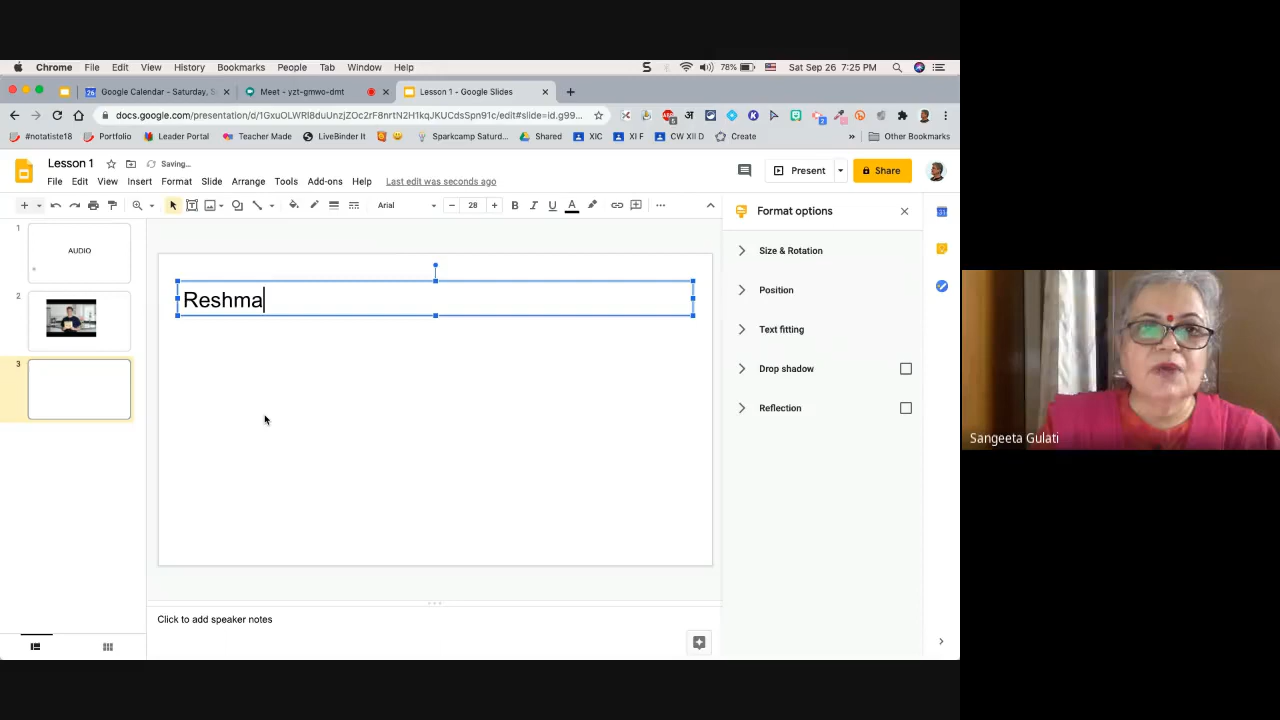 Chrome File Edit View History Bookmarks People Tab Window Help 78% Sat Sep 26 7:25 PM
26 Google Calendar - Saturday, S Meet - yzt-gmwo-dmt Lesson 1 - Google Slides
docs.google.com/presentation/d/1GxuOLWRl8duUnzjZOc2rF8nrtN2H1kqJKUCdsSpn91c/edit#slide=id.g99...
#notatiste18 Portfolio Leader Portal Teacher Made LiveBinder It Sparkcamp Saturd... Shared XIC XI F CW XII D Create Other Bookmarks
Lesson 1 Saving... Present Share
File Edit View Insert Format Slide Arrange Tools Add-ons Help Last edit was seconds ago
Arial 28 B I U A
Format options
1 AUDIO
2
3
Reshma
Size & Rotation
Position
Text fitting
Drop shadow
Reflection
Click to add speaker notes
Sangeeta Gulati